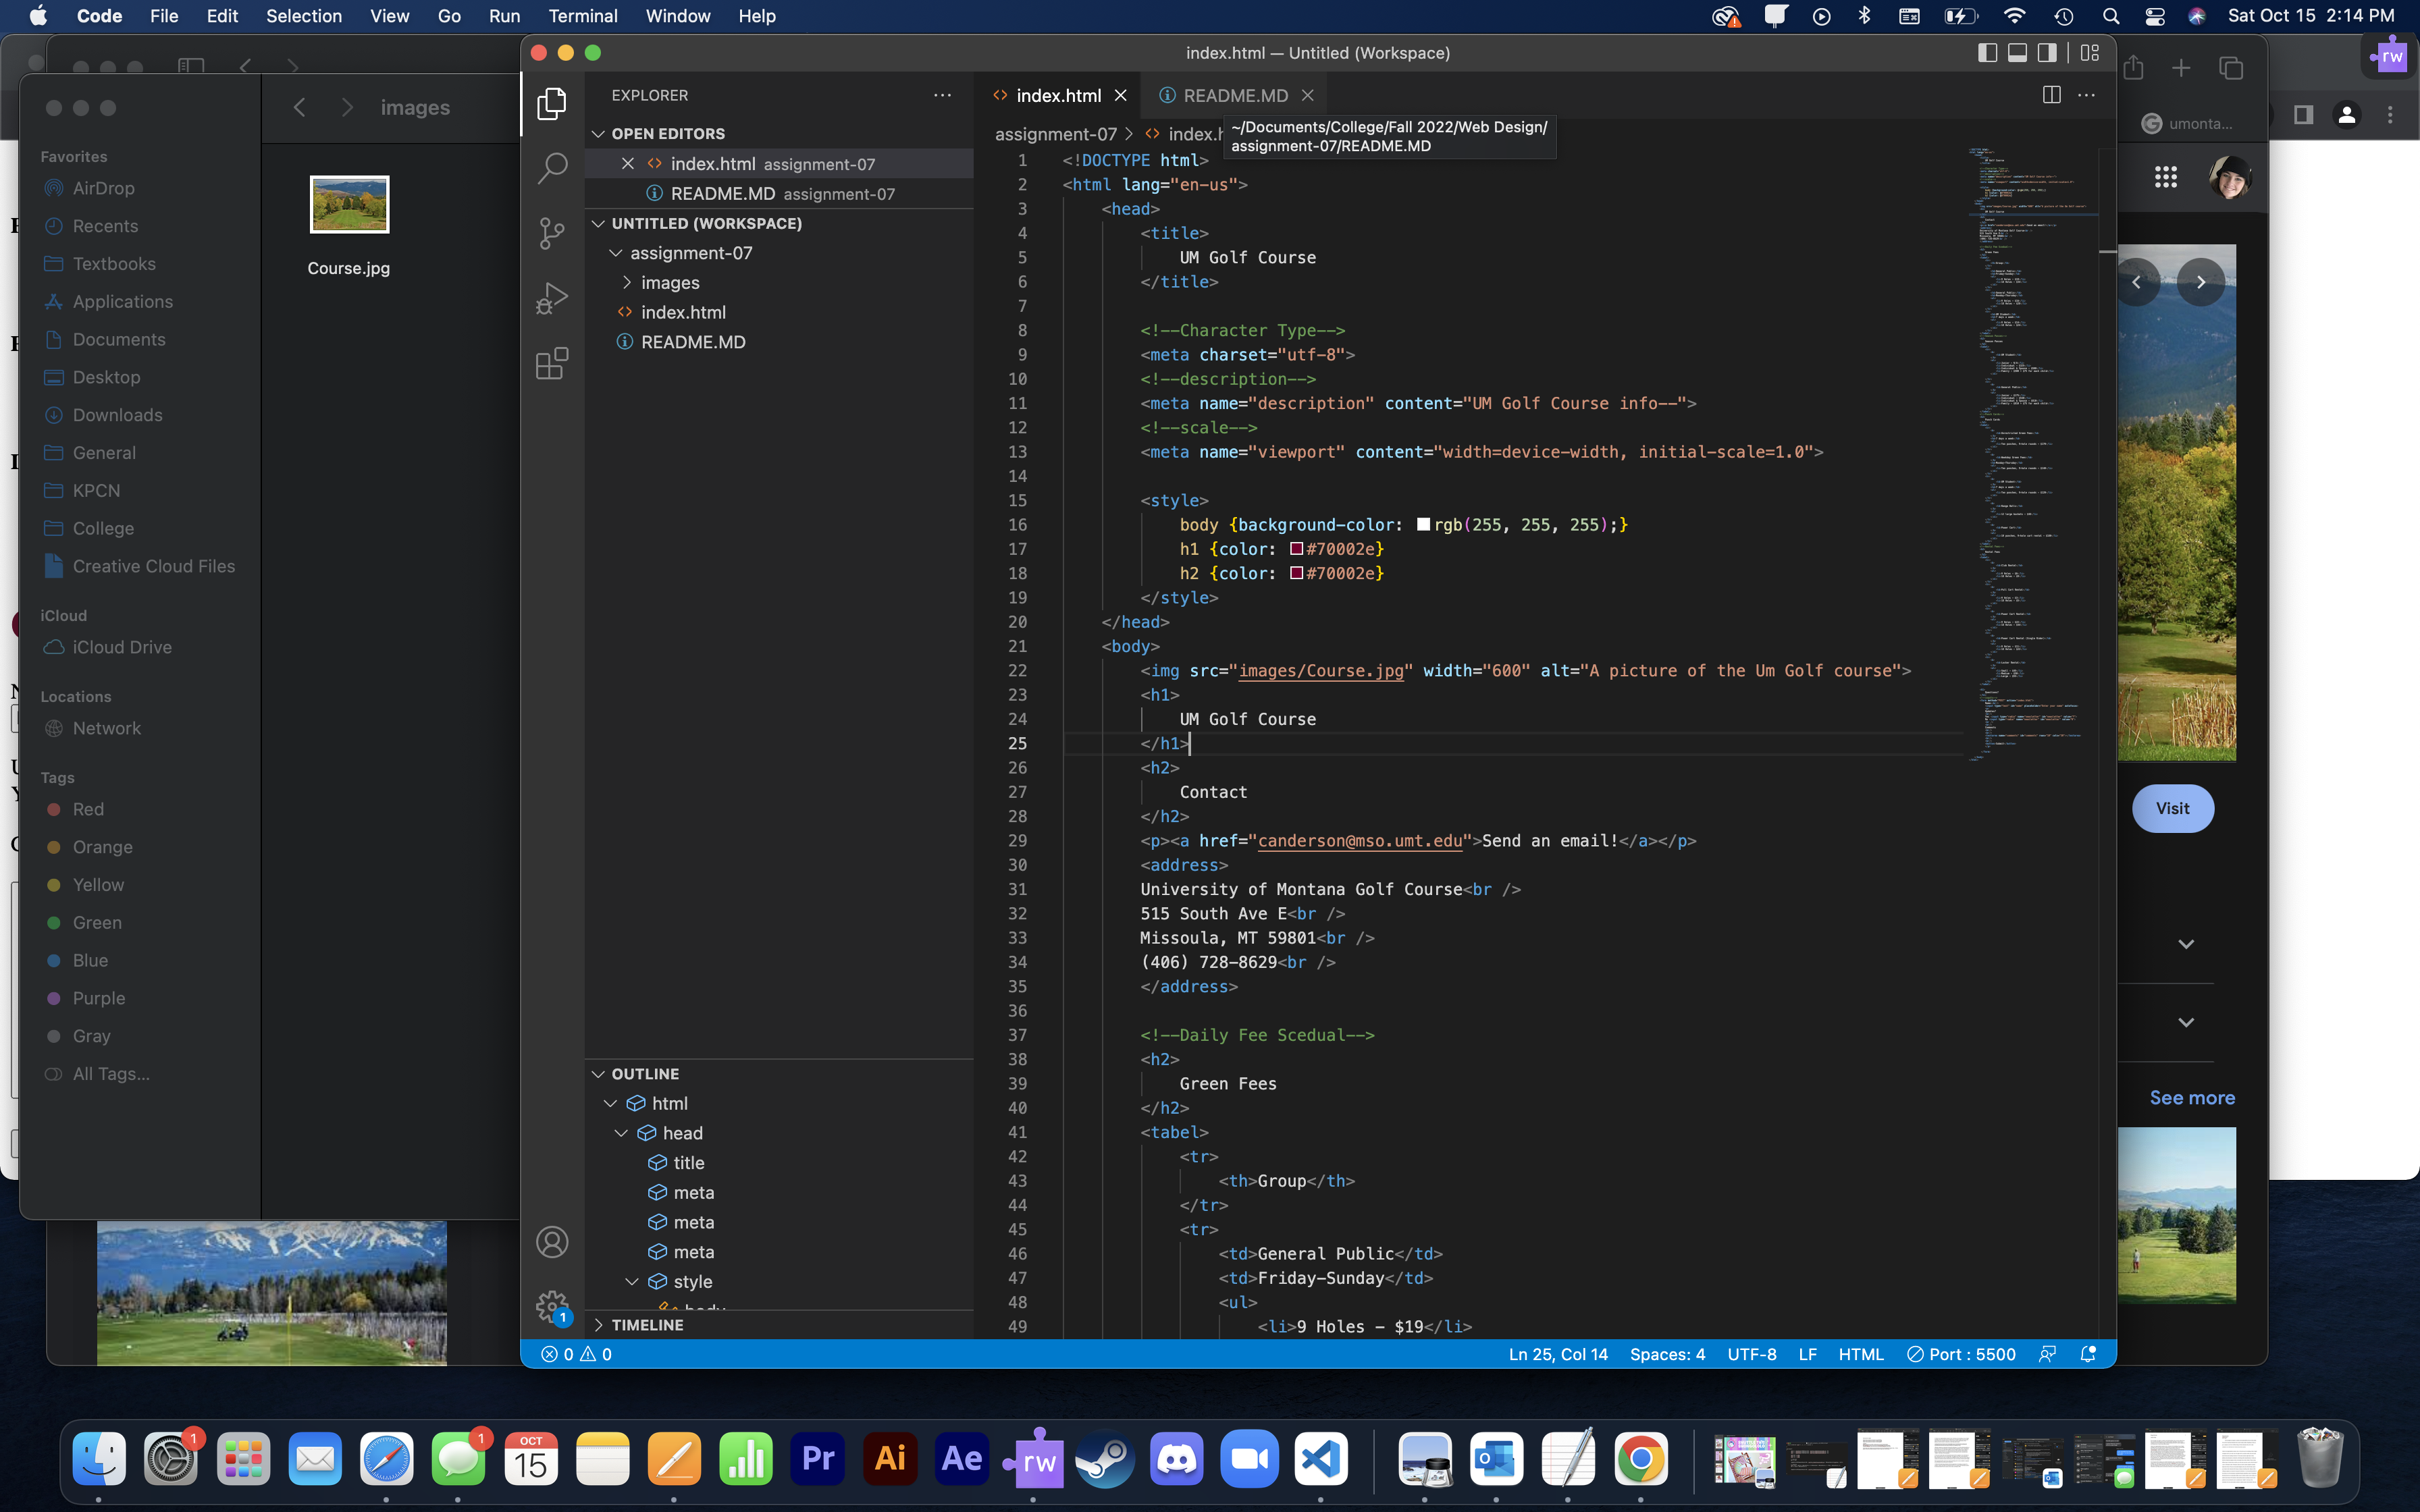 Code File Edit Selection View Go Run Terminal Window Help
Sat Oct 15 2:14 PM
index.html — Untitled (Workspace)
rw
images
Favorites
AirDrop
Recents
Textbooks
Applications
Documents
Desktop
Downloads
General
KPCN
College
Creative Cloud Files
iCloud
iCloud Drive
Locations
Network
Tags
Red
Orange
Yellow
Green
Blue
Purple
Gray
All Tags...
Course.jpg
EXPLORER
OPEN EDITORS
index.html assignment-07
README.MD assignment-07
UNTITLED (WORKSPACE)
assignment-07
images
index.html
README.MD
OUTLINE
html
head
title
meta
meta
meta
style
body
TIMELINE
index.html
README.MD
assignment-07 > index.h
~/Documents/College/Fall 2022/Web Design/
assignment-07/README.MD
1 <!DOCTYPE html>
2 <html lang="en-us">
3 <head>
4 <title>
5 UM Golf Course
6 </title>
7
8 <!--Character Type-->
9 <meta charset="utf-8">
10 <!--description-->
11 <meta name="description" content="UM Golf Course info--">
12 <!--scale-->
13 <meta name="viewport" content="width=device-width, initial-scale=1.0">
14
15 <style>
16 body {background-color: rgb(255, 255, 255);}
17 h1 {color: #70002e}
18 h2 {color: #70002e}
19 </style>
20 </head>
21 <body>
22 <img src="images/Course.jpg" width="600" alt="A picture of the Um Golf course">
23 <h1>
24 UM Golf Course
25 </h1>
26 <h2>
27 Contact
28 </h2>
29 <p><a href="canderson@mso.umt.edu">Send an email!</a></p>
30 <address>
31 University of Montana Golf Course<br />
32 515 South Ave E<br />
33 Missoula, MT 59801<br />
34 (406) 728-8629<br />
35 </address>
36
37 <!--Daily Fee Scedual-->
38 <h2>
39 Green Fees
40 </h2>
41 <tabel>
42 <tr>
43 <th>Group</th>
44 </tr>
45 <tr>
46 <td>General Public</td>
47 <td>Friday-Sunday</td>
48 <ul>
49 <li>9 Holes - $19</li>
umonta...
Visit
See more
0 0
Ln 25, Col 14 Spaces: 4 UTF-8 LF HTML Port : 5500
1
1
1
OCT
15
Pr
Ai
Ae
rw